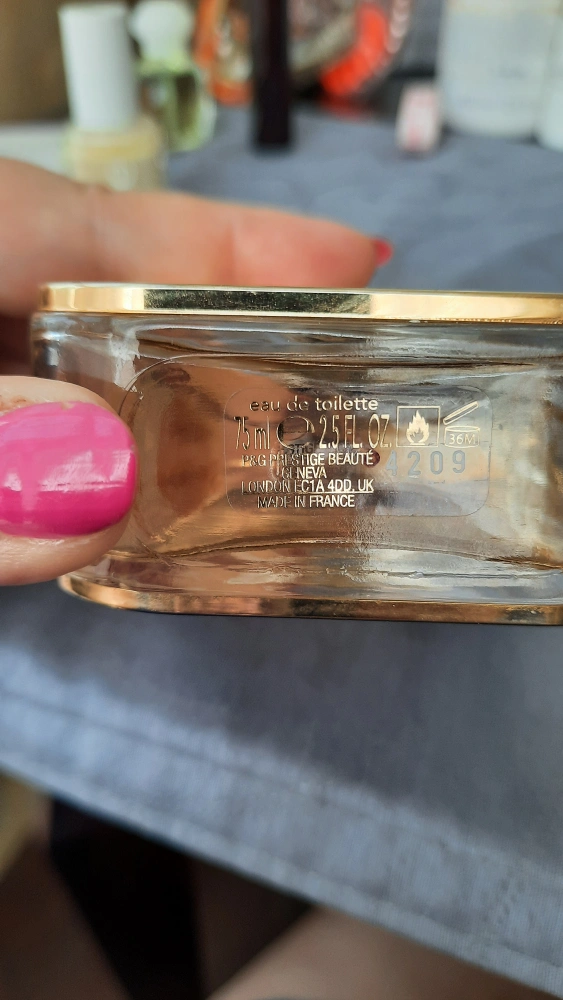 eau de toilette
75 ml 2.5 FL. OZ. 36M
P&G PRESTIGE BEAUTÉ
GENEVA
LONDON EC1A 4DD. UK
MADE IN FRANCE
4209